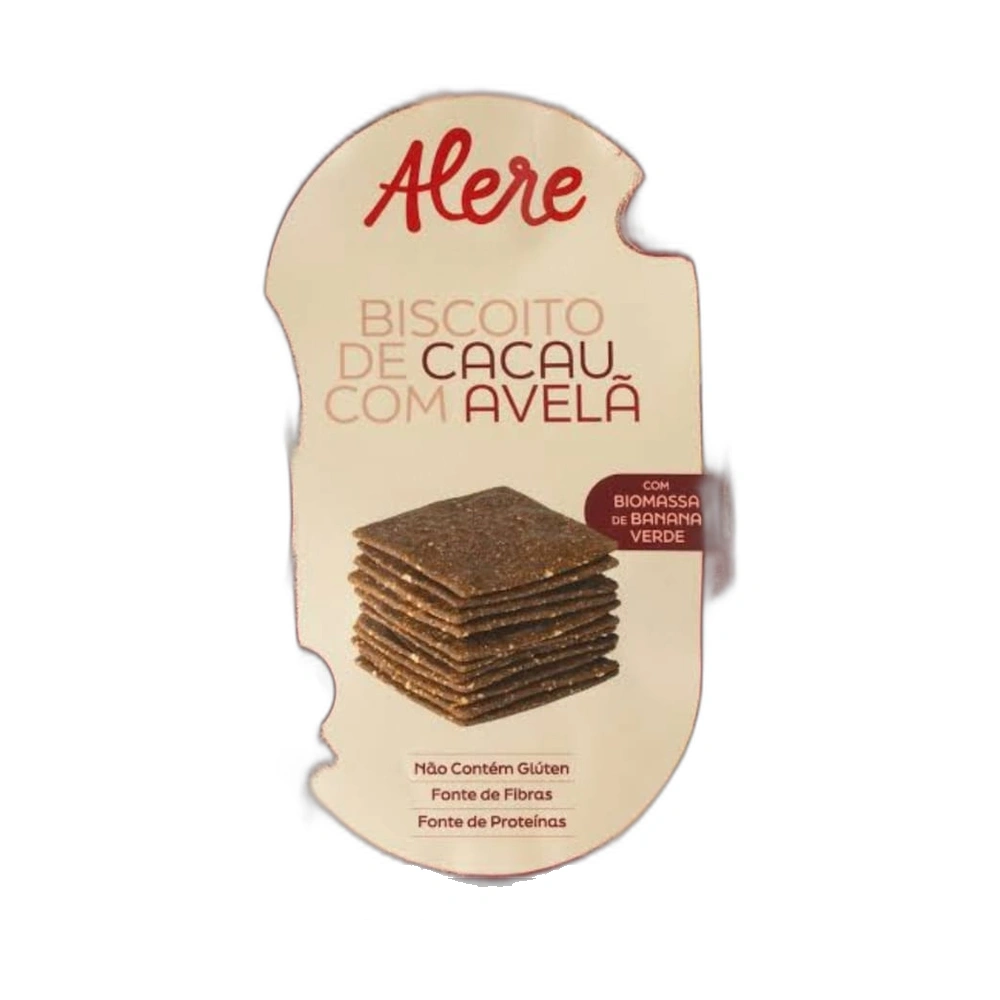 Alere
BISCOITO
DE CACAU
COM AVELÃ
COM
BIOMASSA
DE BANANA
VERDE
Não Contém Glúten
Fonte de Fibras
Fonte de Proteínas